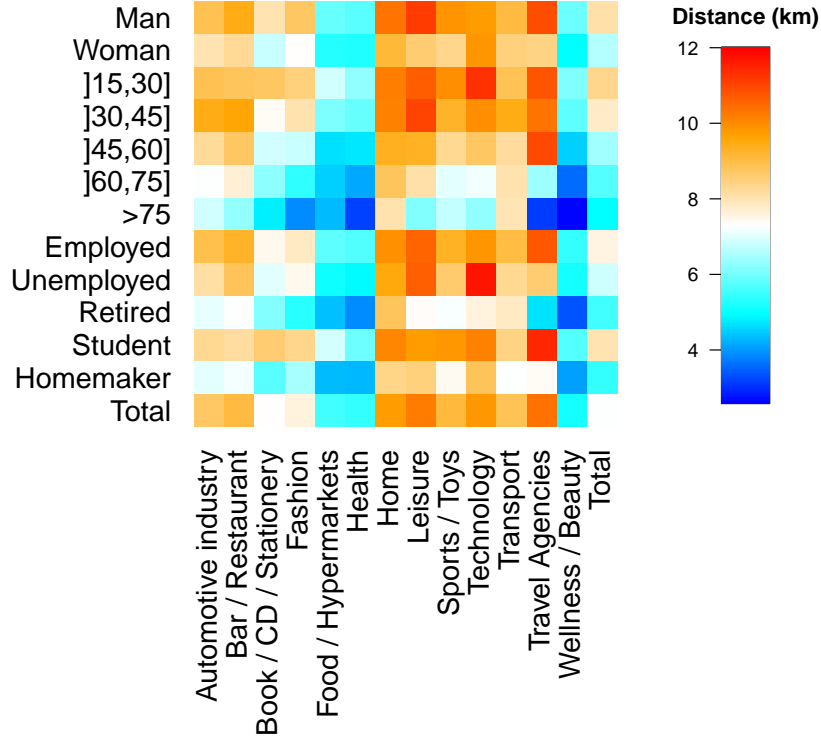 Distance (km)
Man
Woman
]15,30]
]30,45]
]45,60]
]60,75]
>75
Employed
Unemployed
Retired
Student
Homemaker
Total
12
10
8
6
4
Automotive industry
Bar / Restaurant
Book / CD / Stationery
Fashion
Food / Hypermarkets
Health
Home
Leisure
Sports / Toys
Technology
Transport
Travel Agencies
Wellness / Beauty
Total